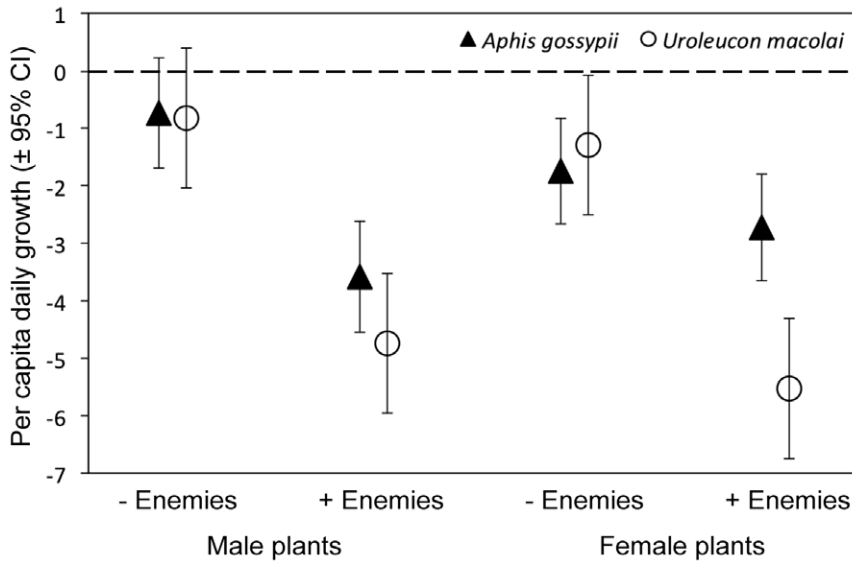 Per capita daily growth (± 95% CI)
1
0
-1
-2
-3
-4
-5
-6
-7
Aphis gossypii Uroleucon macolai
- Enemies + Enemies - Enemies + Enemies
Male plants Female plants